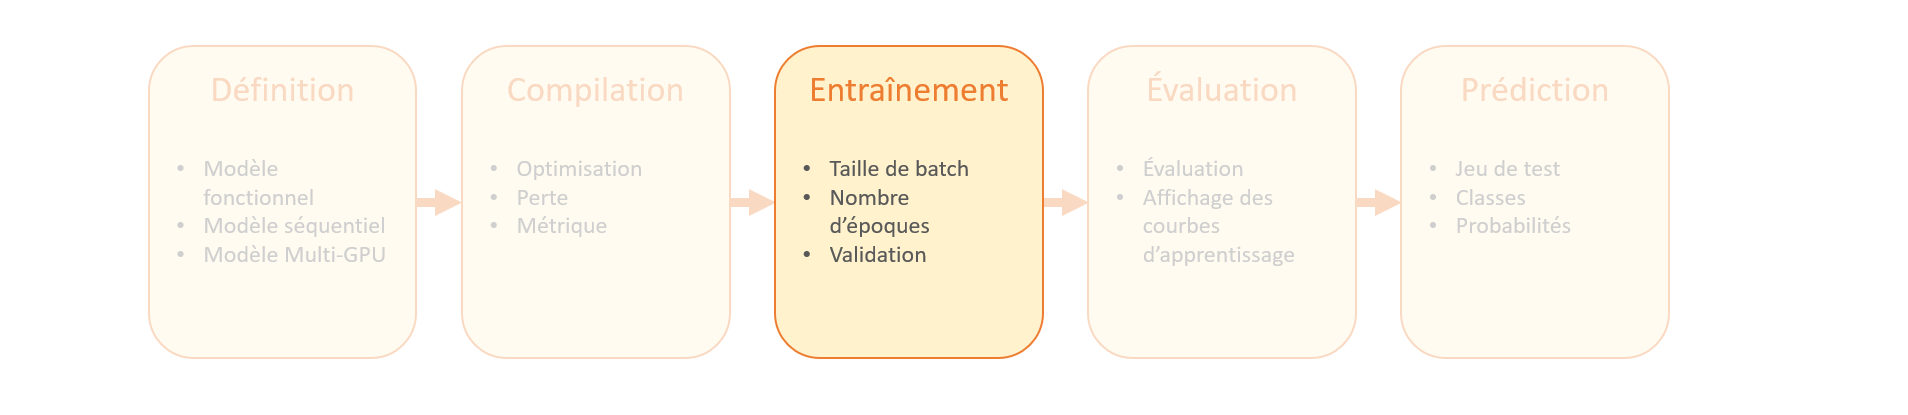 Définition
• Modèle
fonctionnel
• Modèle séquentiel
• Modèle Multi-GPU
Compilation
• Optimisation
• Perte
• Métrique
Entraînement
• Taille de batch
• Nombre
d’époques
• Validation
Évaluation
• Évaluation
• Affichage des
courbes
d’apprentissage
Prédiction
• Jeu de test
• Classes
• Probabilités